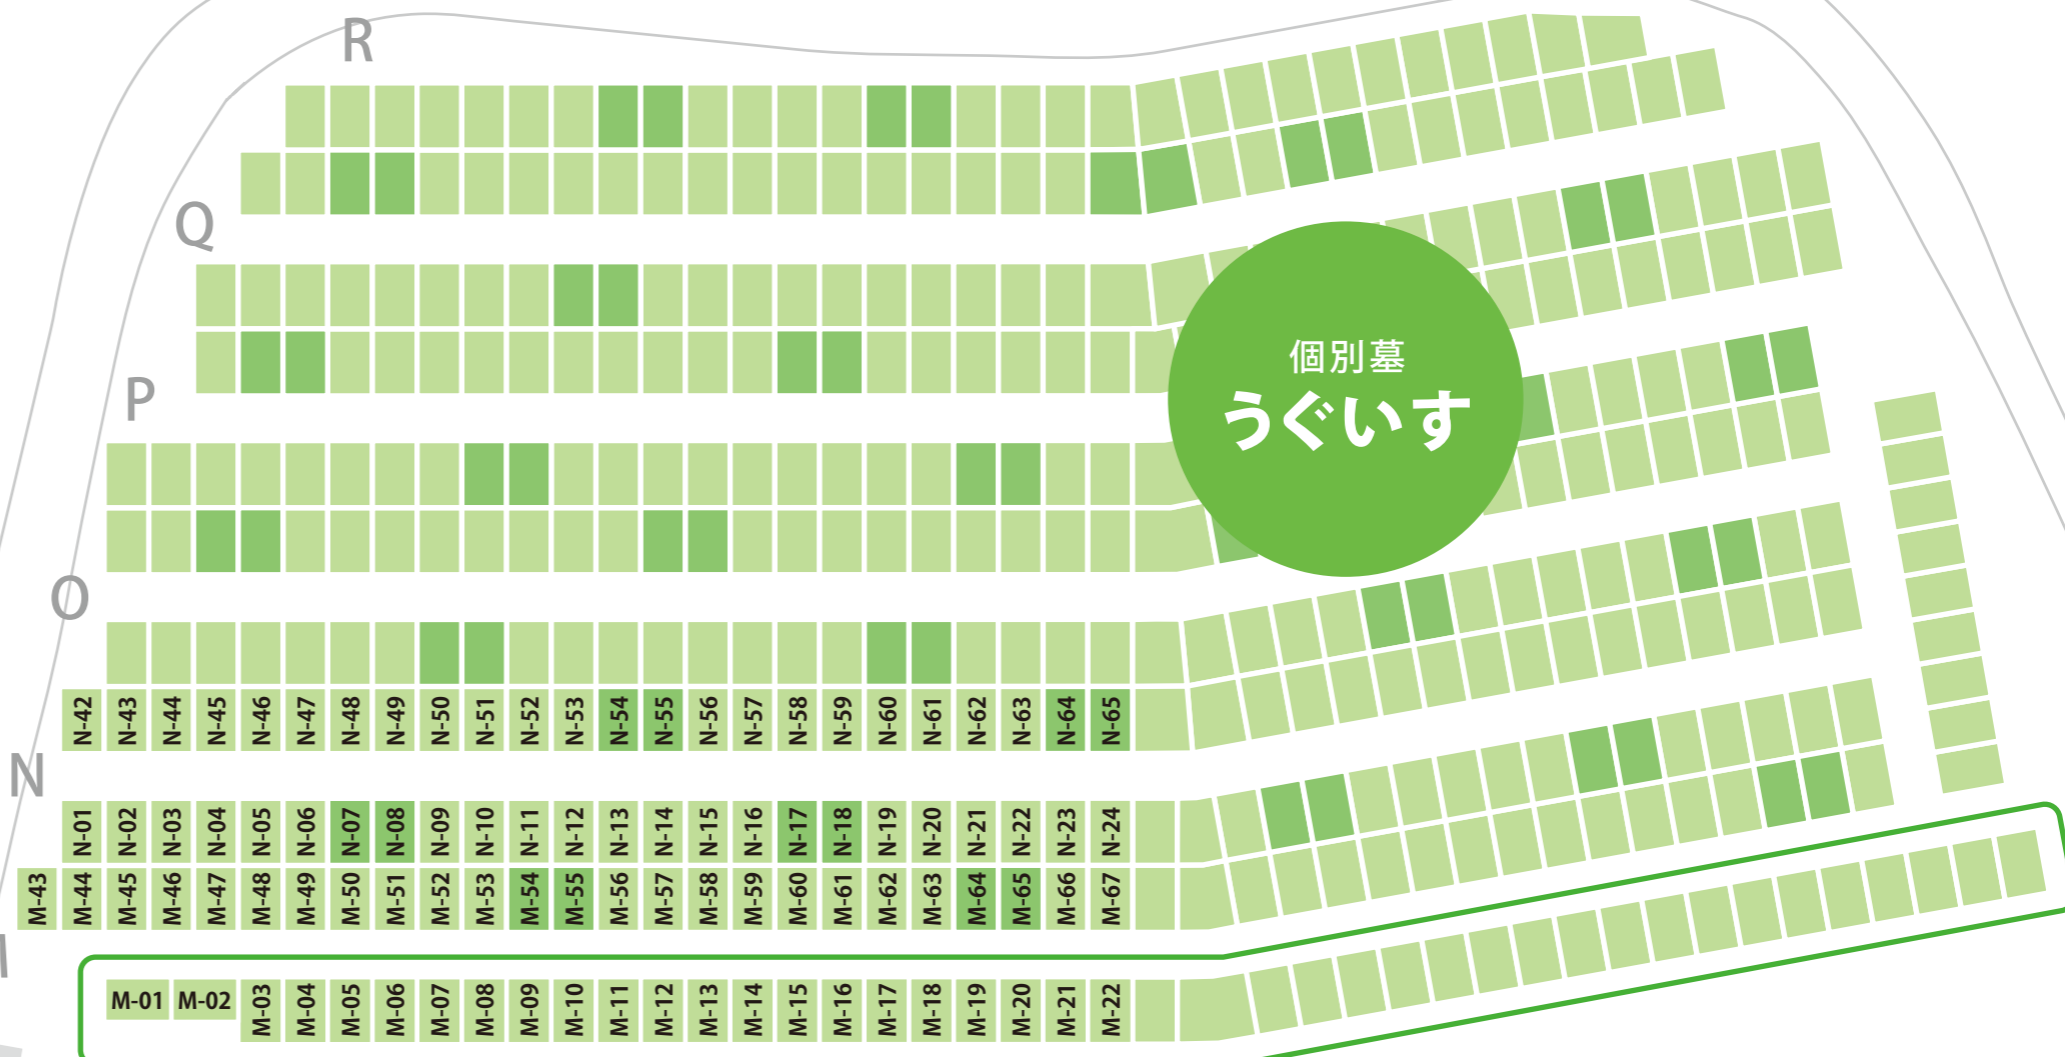 R
Q
個別墓
うぐいす
P
O
N-42 N-43 N-44 N-45 N-46 N-47 N-48 N-49 N-50 N-51 N-52 N-53 N-54 N-55 N-56 N-57 N-58 N-59 N-60 N-61 N-62 N-63 N-64 N-65
N
N-01 N-02 N-03 N-04 N-05 N-06 N-07 N-08 N-09 N-10 N-11 N-12 N-13 N-14 N-15 N-16 N-17 N-18 N-19 N-20 N-21 N-22 N-23 N-24
M-43 M-44 M-45 M-46 M-47 M-48 M-49 M-50 M-51 M-52 M-53 M-54 M-55 M-56 M-57 M-58 M-59 M-60 M-61 M-62 M-63 M-64 M-65 M-66 M-67
M-01 M-02 M-03 M-04 M-05 M-06 M-07 M-08 M-09 M-10 M-11 M-12 M-13 M-14 M-15 M-16 M-17 M-18 M-19 M-20 M-21 M-22